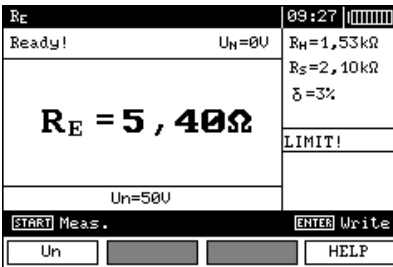 RE 09:27
Ready! UN=0V
RH=1,53kΩ
RS=2,10kΩ
δ=3%
RE=5,40Ω
LIMIT!
Un=50V
START Meas. ENTER Write
Un HELP